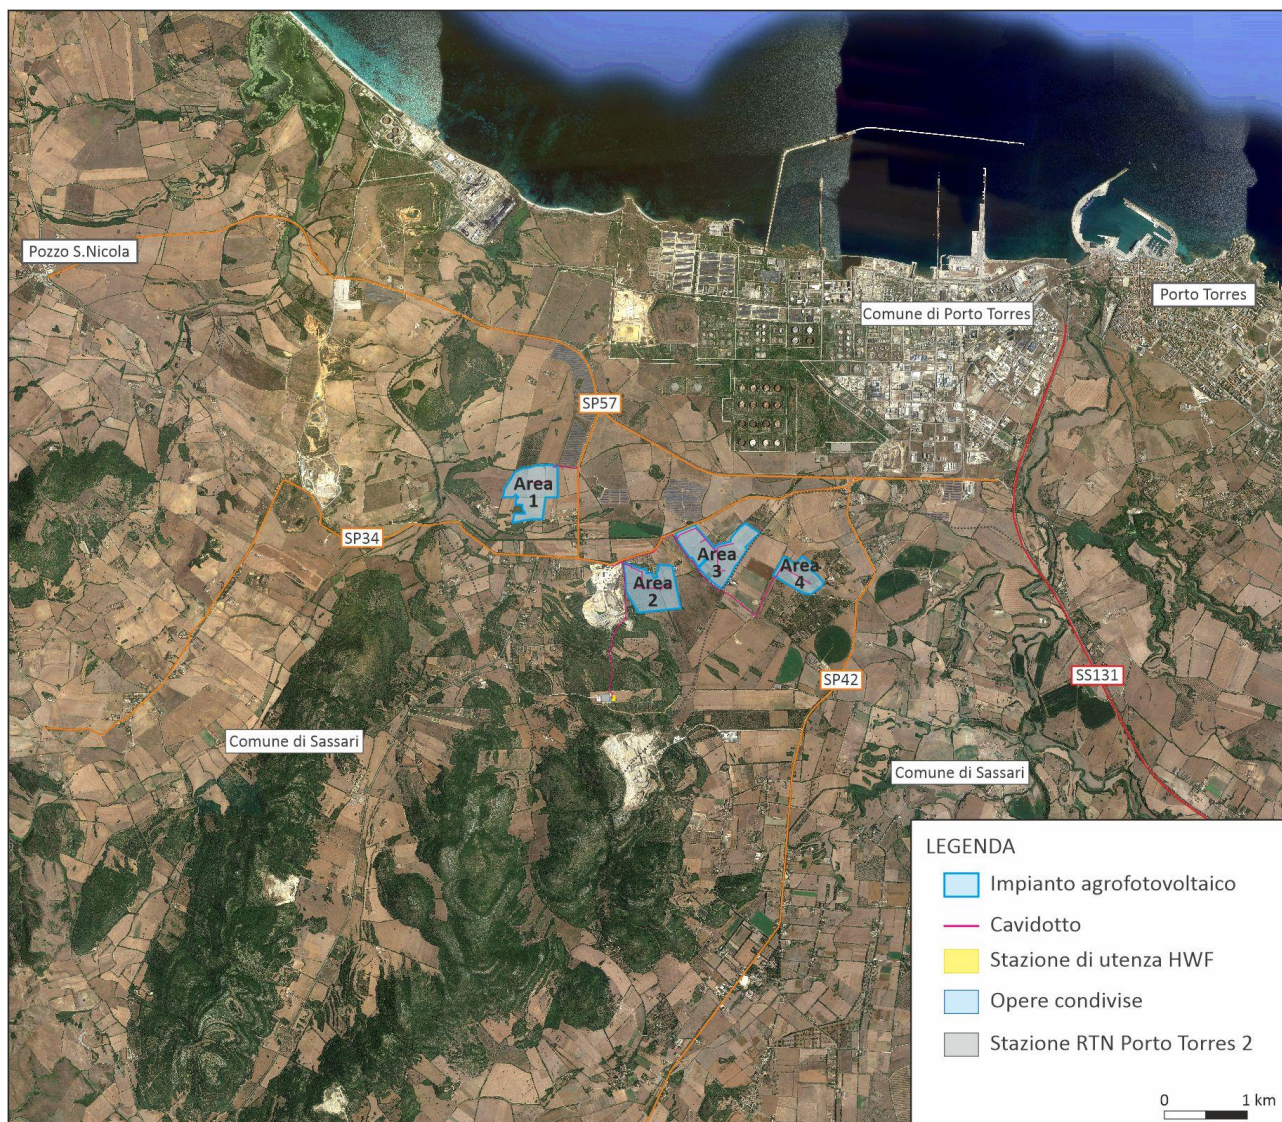 Pozzo S.Nicola
Porto Torres
Comune di Porto Torres
SP57
Area
1
SP34
Area
2
Area
3
Area
4
SP42
SS131
Comune di Sassari
Comune di Sassari
LEGENDA
Impianto agrofotovoltaico
Cavidotto
Stazione di utenza HWF
Opere condivise
Stazione RTN Porto Torres 2
0 1 km